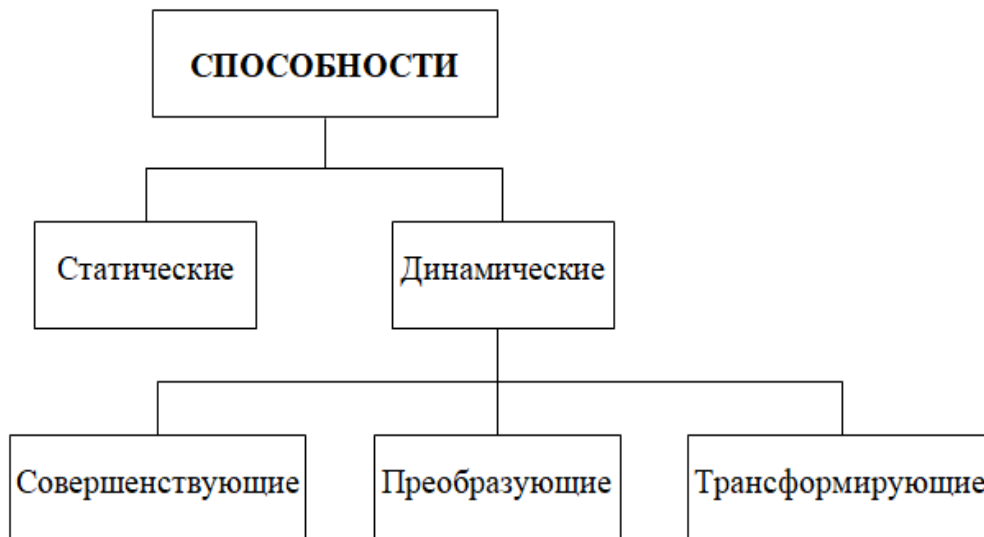 СПОСОБНОСТИ
Статические
Динамические
Совершенствующие
Преобразующие
Трансформирующие